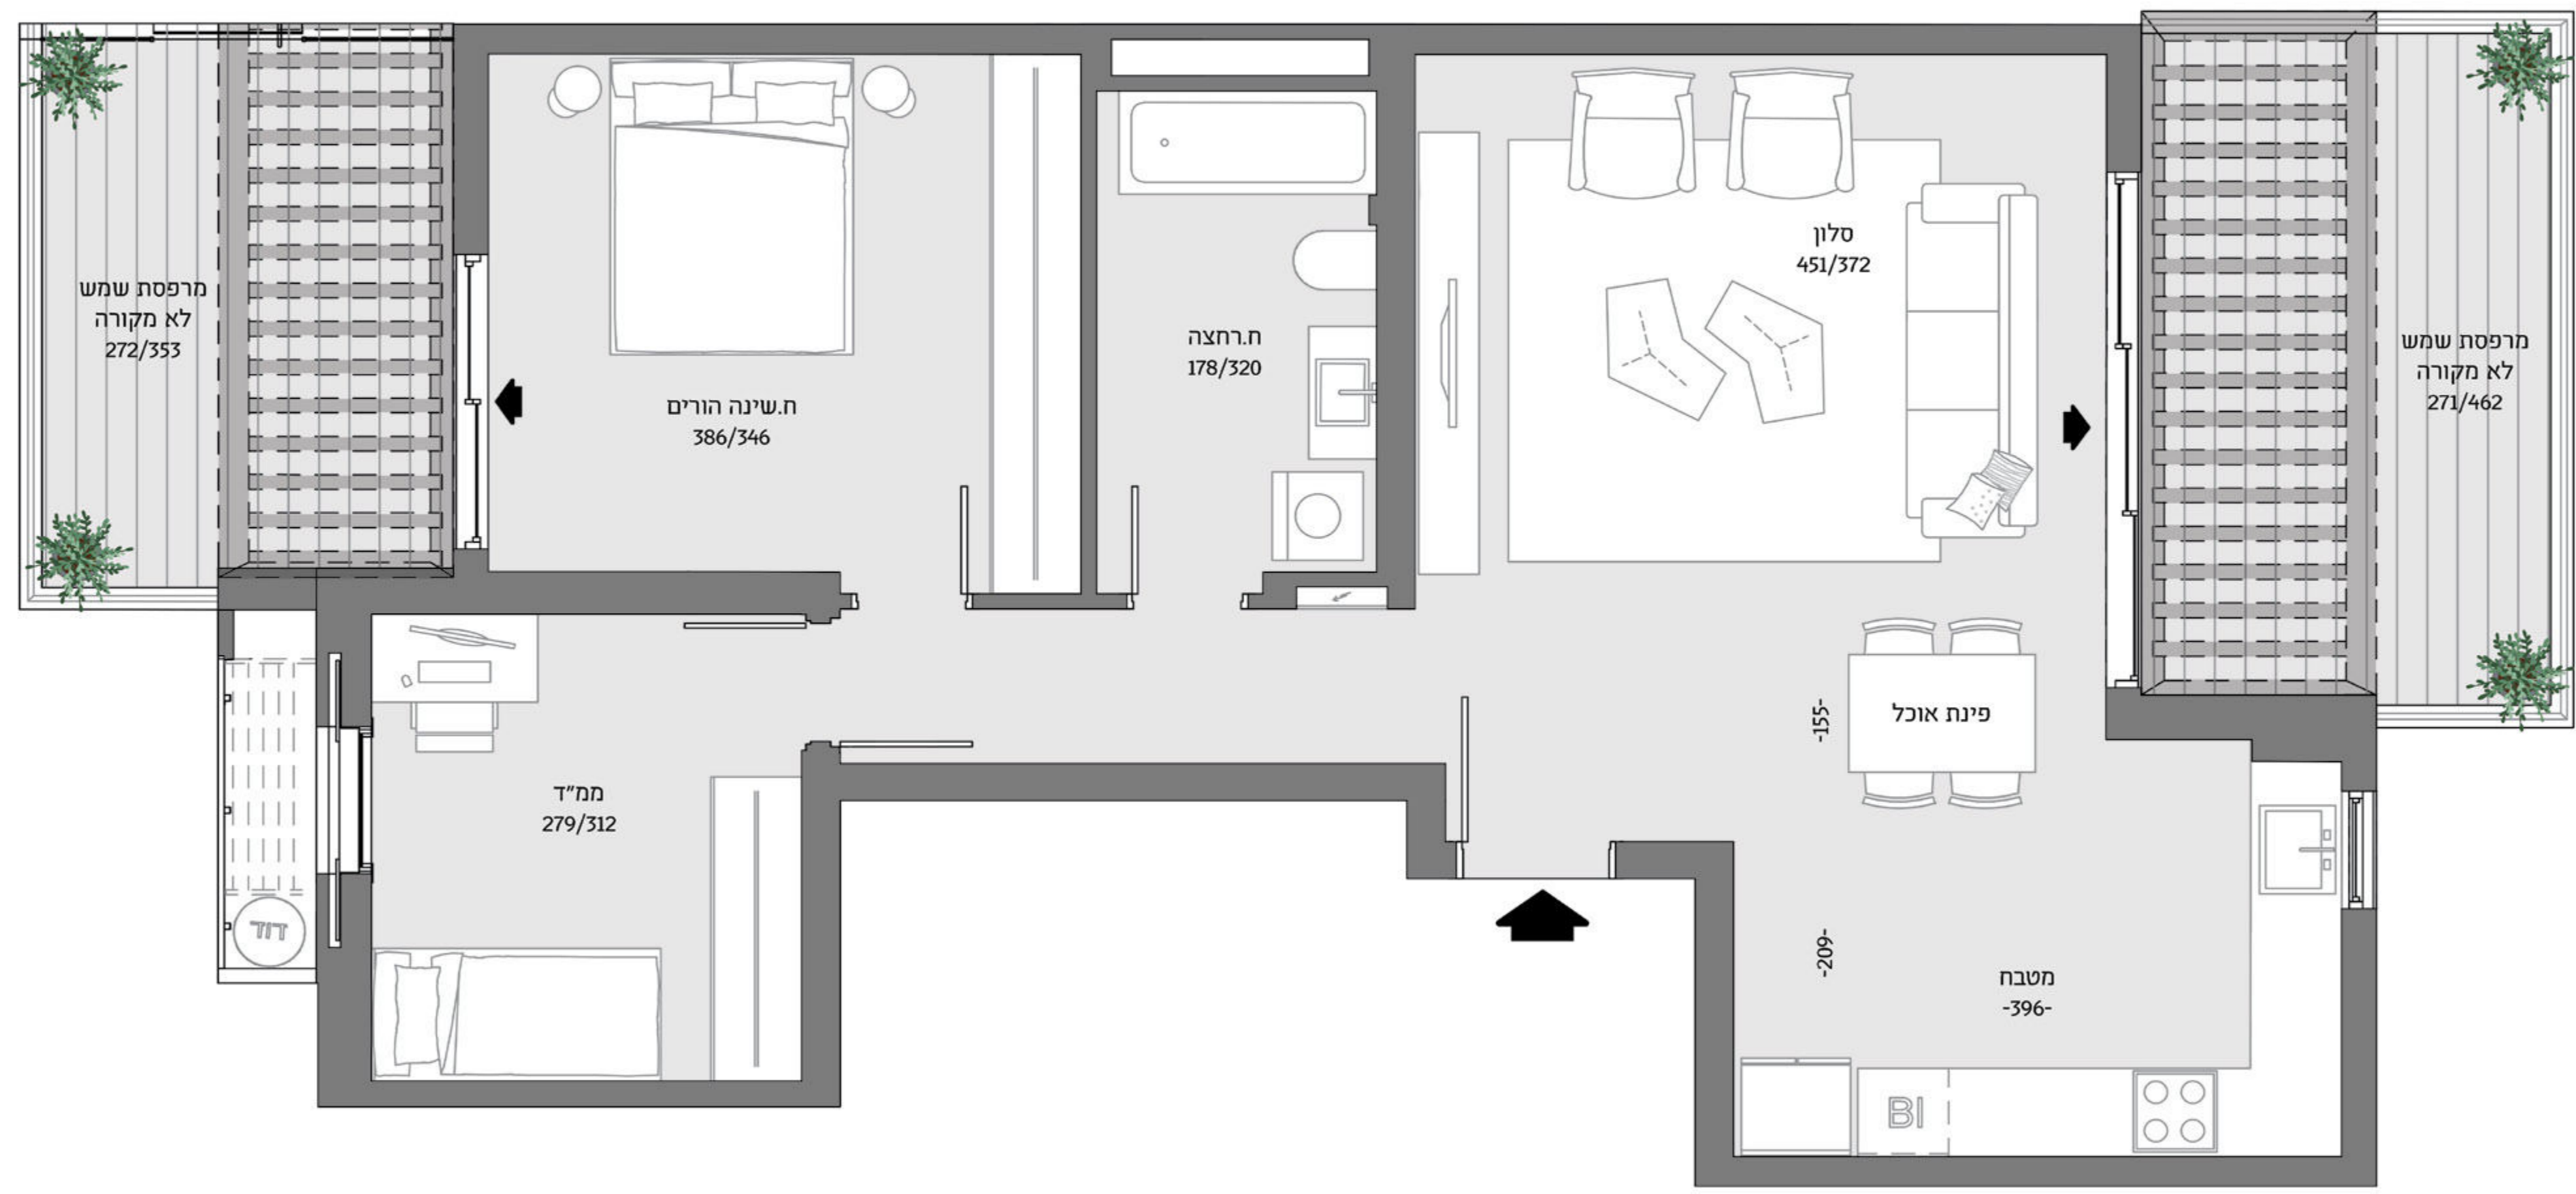 סלון
451/372
מרפסת שמש
לא מקורה
271/462
ח.רחצה
178/320
ח.שינה הורים
386/346
מרפסת שמש
לא מקורה
272/353
פינת אוכל
-155-
ממ״ד
279/312
דוד
-209-
מטבח
-396-
BI